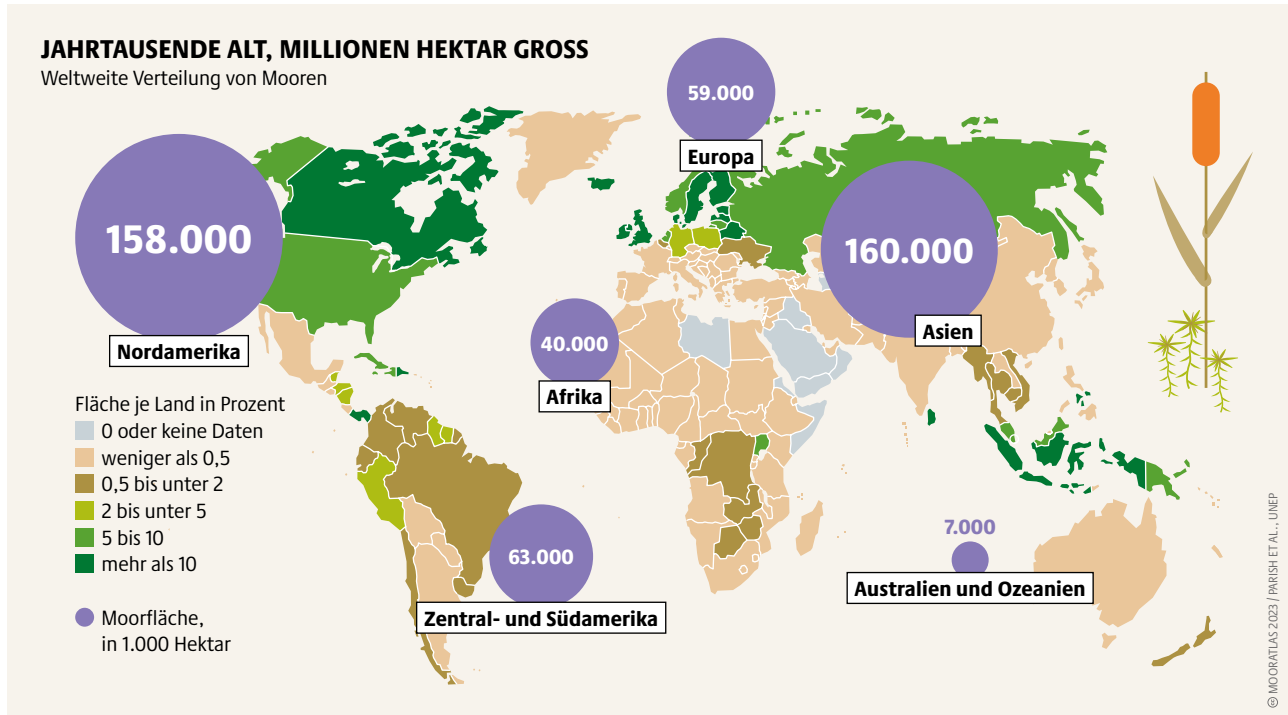 JAHRTAUSENDE ALT, MILLIONEN HEKTAR GROSS
Weltweite Verteilung von Mooren
59.000
Europa
158.000
Nordamerika
160.000
Asien
40.000
Afrika
Fläche je Land in Prozent
0 oder keine Daten
weniger als 0,5
0,5 bis unter 2
2 bis unter 5
5 bis 10
mehr als 10
Moorfläche,
in 1.000 Hektar
63.000
Zentral- und Südamerika
7.000
Australien und Ozeanien
© MOORATLAS 2023 / PARISH ET AL., UNEP